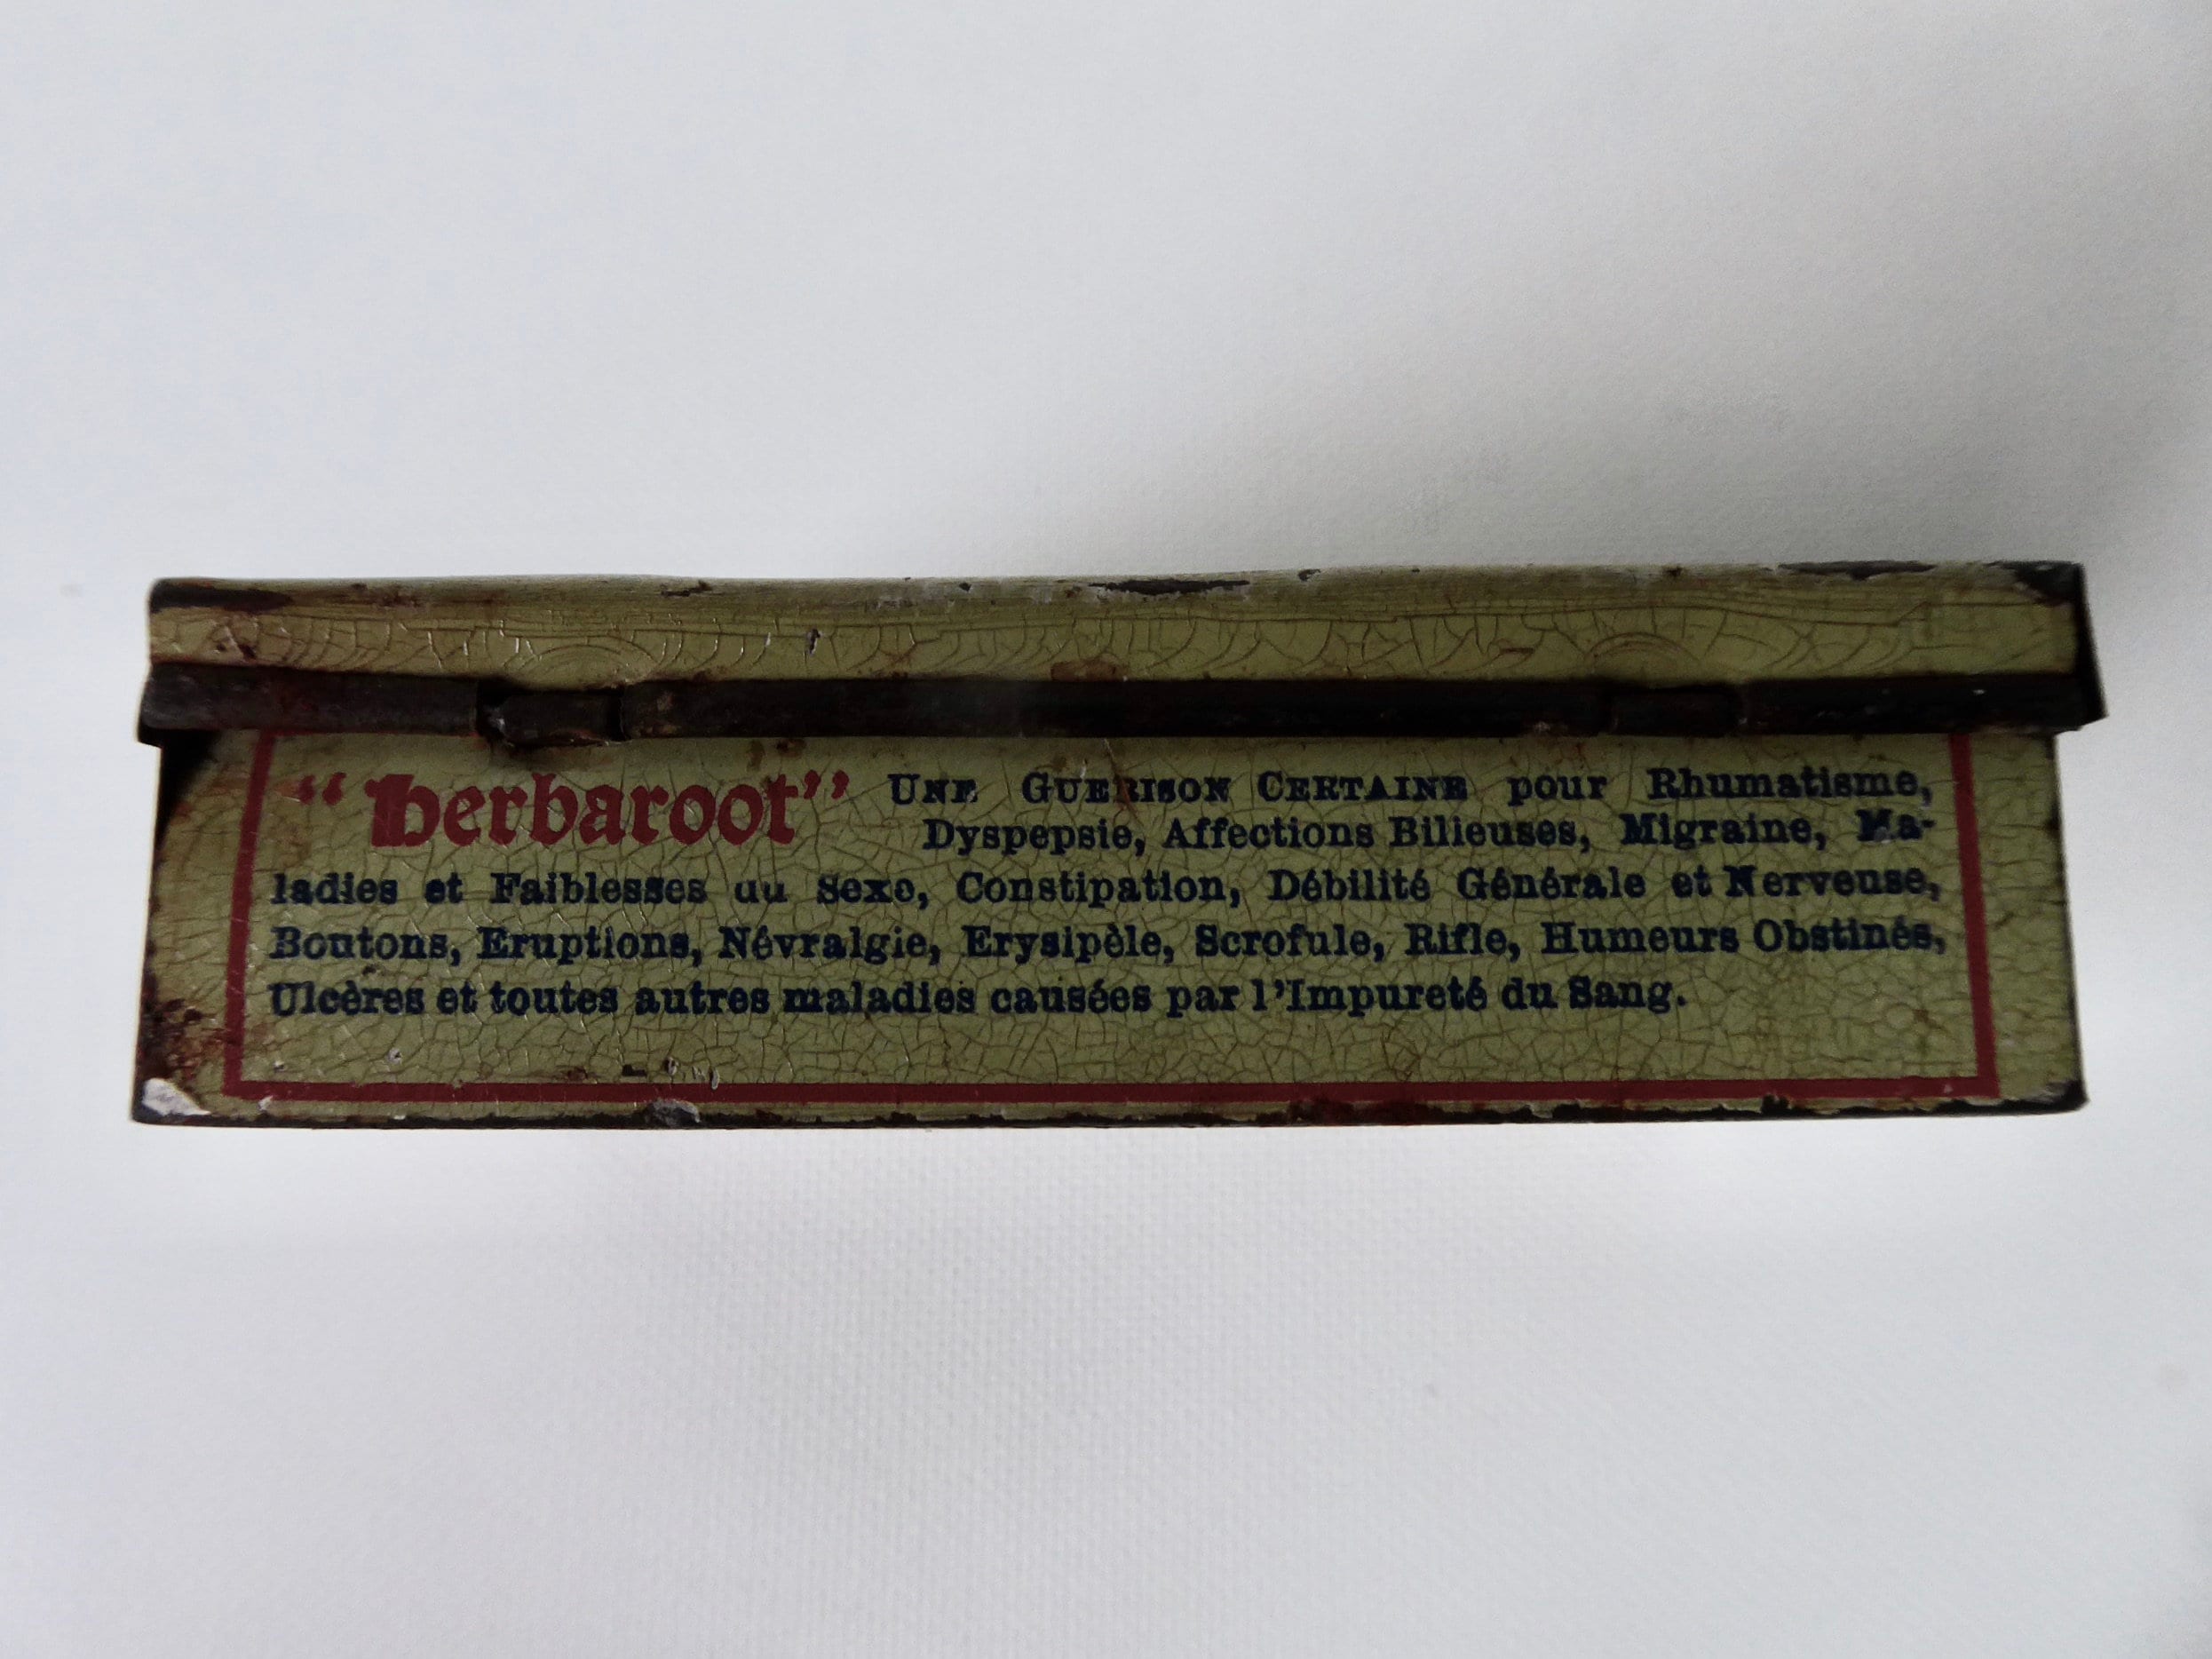 "Herbaroot" UNE GUERISON CERTAINE pour Rhumatisme,
Dyspepsie, Affections Bilieuses, Migraine, Ma-
ladies et Faiblesses du Sexe, Constipation, Débilité Générale et Nerveuse,
Boutons, Eruptions, Névralgie, Erysipèle, Scrofule, Rifle, Humeurs Obstinés,
Ulcères et toutes autres maladies causées par l'Impureté du Sang.